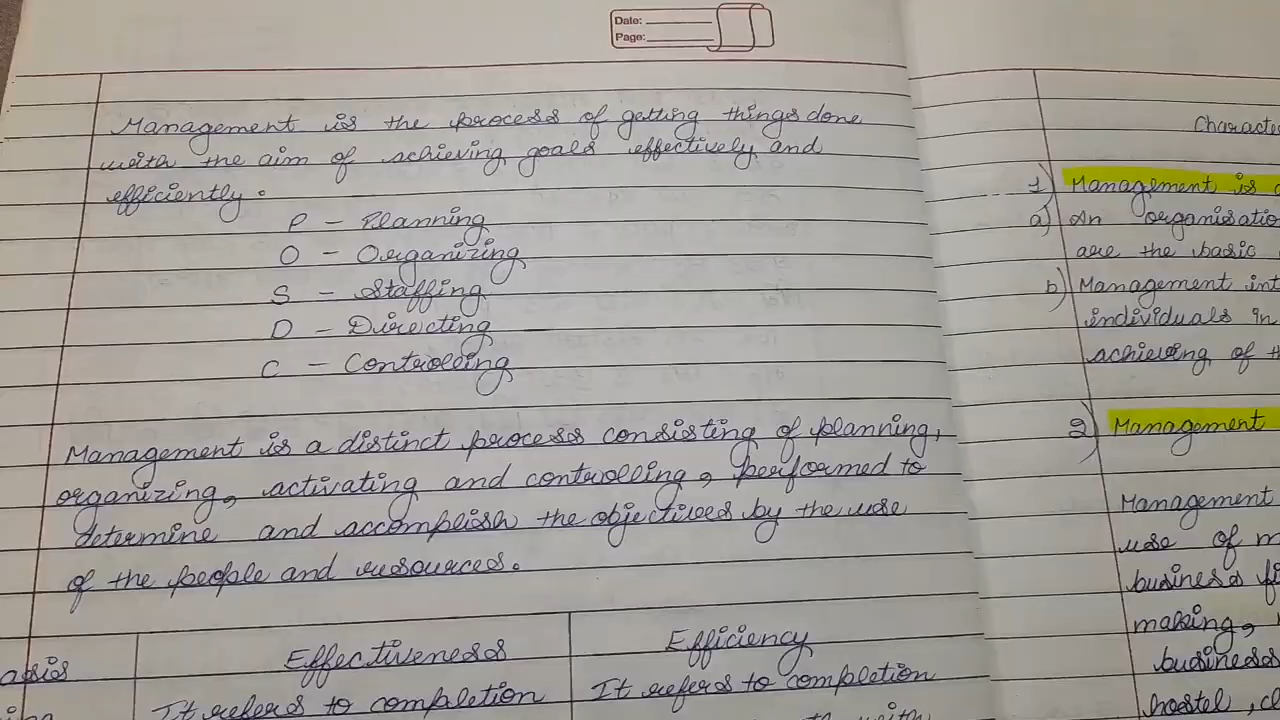 Date:
Page:
Management is the process of getting things done
with the aim of achieving goals effectively and
efficiently.
P - Planning
O - Organizing
S - Staffing
D - Directing
C - Controlling
Management is a distinct process consisting of planning,
organizing, activating and controlling, performed to
determine and accomplish the objectives by the use
of the people and resources.
Effectiveness
Efficiency
It refers to completion
It refers to completion
Characte
1) Management is
a) An organisatio
are the basic
b) Management int
individuals in
achieving of th
2) Management
Management
use of m
business fi
making,
business
hostel, cl